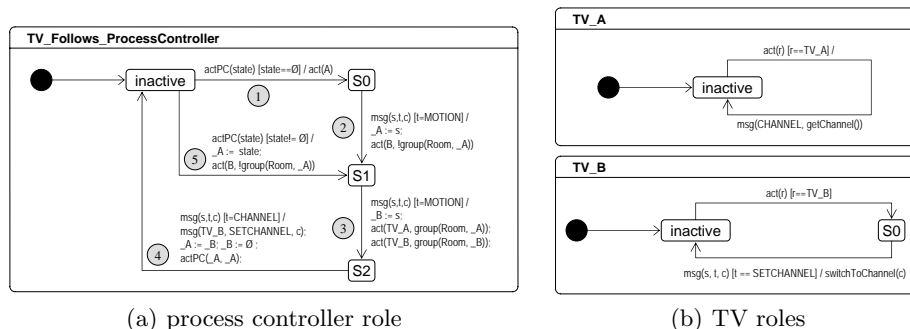 TV_Follows_ProcessController
inactive
actPC(state) [state==Ø] / act(A)
1
S0
2
msg(s,t,c) [t=MOTION] /
_A := s;
act(B, !group(Room, _A))
actPC(state) [state!= Ø] /
_A := state;
act(B, !group(Room, _A))
5
S1
msg(s,t,c) [t=MOTION] /
_B := s;
act(TV_A, group(Room, _A));
act(TV_B, group(Room, _B));
3
msg(s,t,c) [t=CHANNEL] /
msg(TV_B, SETCHANNEL, c);
_A := _B; _B := Ø ;
actPC(_A, _A);
4
S2
(a) process controller role
TV_A
act(r) [r==TV_A] /
inactive
msg(CHANNEL, getChannel())
TV_B
act(r) [r==TV_B]
inactive
S0
msg(s, t, c) [t == SETCHANNEL] / switchToChannel(c)
(b) TV roles